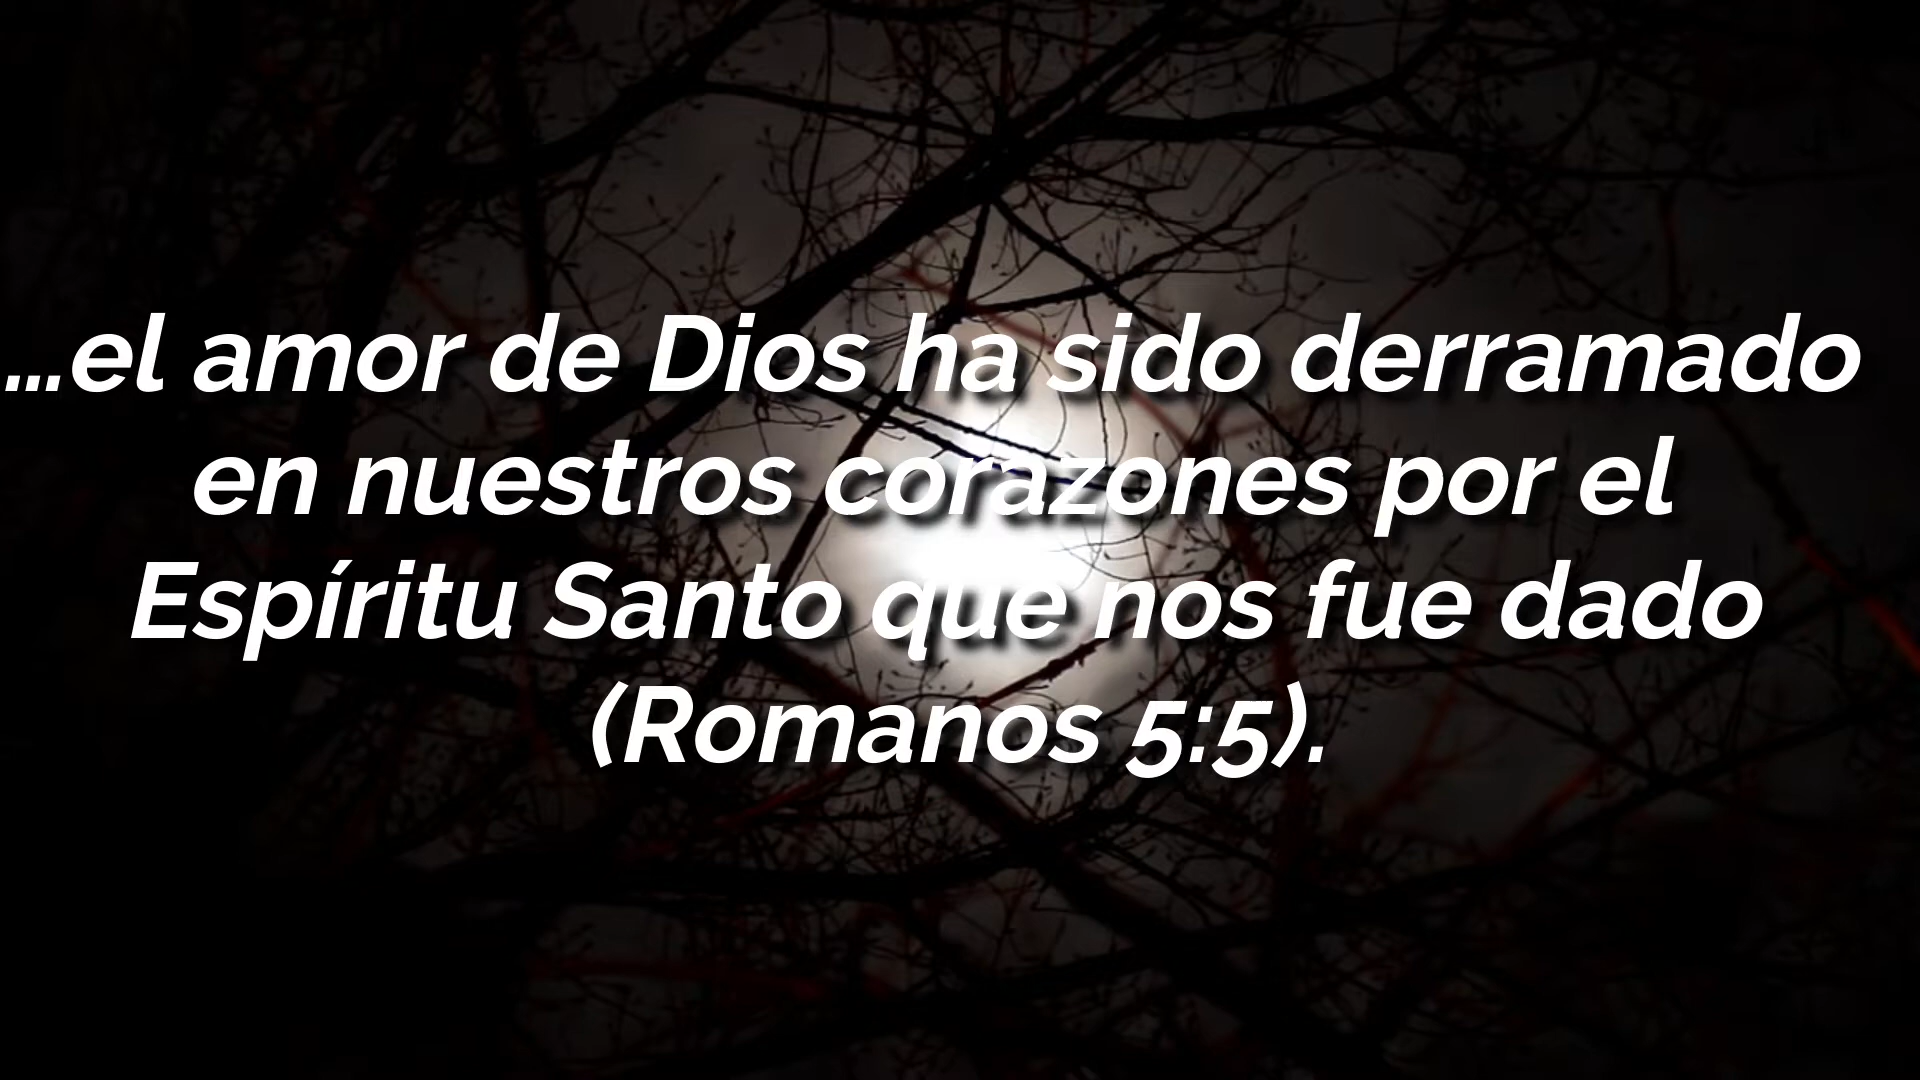 ...el amor de Dios ha sido derramado
en nuestros corazones por el
Espíritu Santo que nos fue dado
(Romanos 5:5).